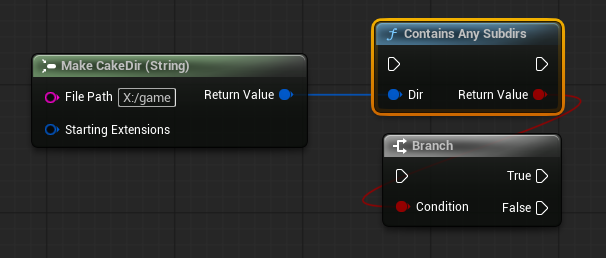 Make CakeDir (String)
File Path X:/game Return Value
Starting Extensions
f Contains Any Subdirs
Dir Return Value
Branch
True
Condition False